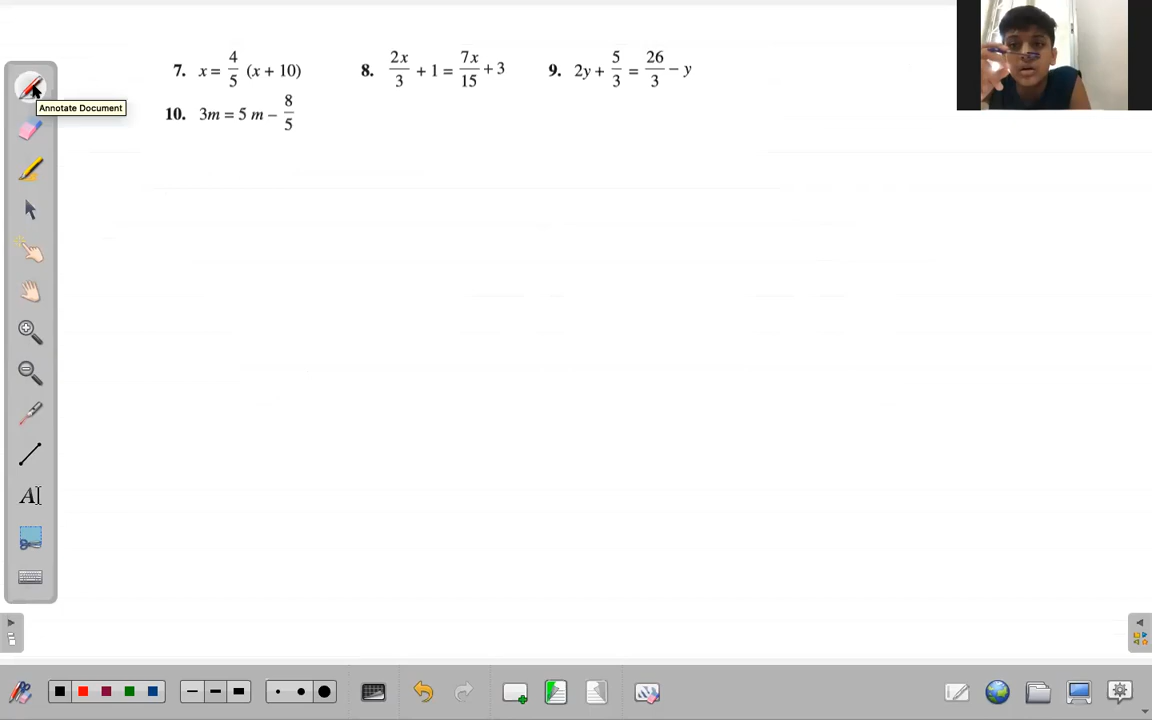 7. x = 4/5 (x + 10) 8. 2x/3 + 1 = 7x/15 + 3 9. 2y + 5/3 = 26/3 − y
Annotate Document
10. 3m = 5 m − 8/5
A